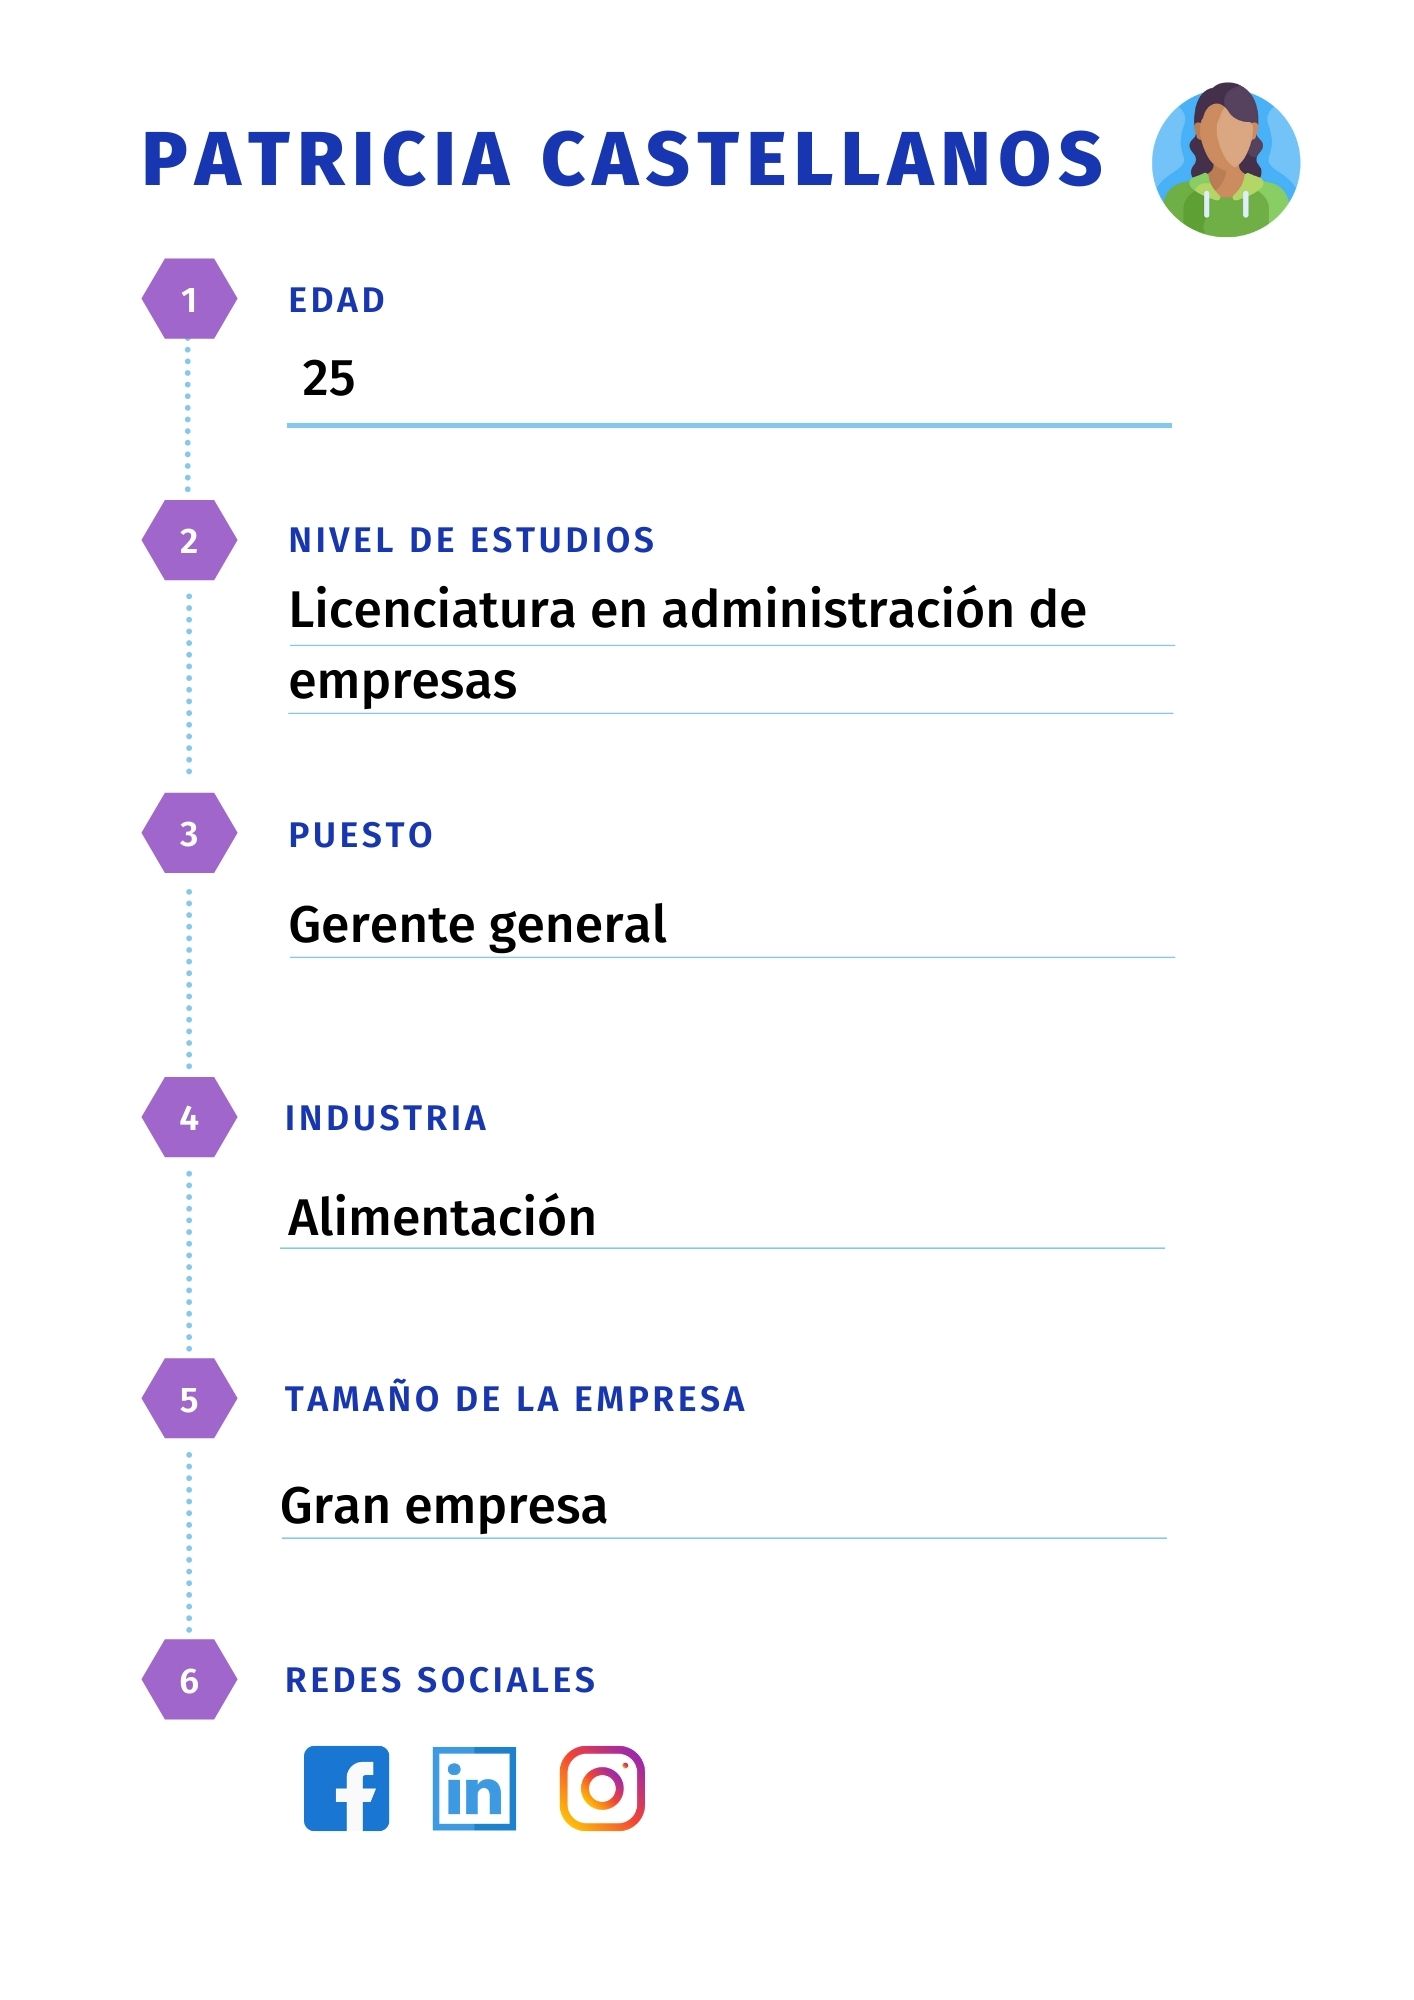 PATRICIA CASTELLANOS
1
EDAD
25
2
NIVEL DE ESTUDIOS
Licenciatura en administración de
empresas
3
PUESTO
Gerente general
4
INDUSTRIA
Alimentación
5
TAMAÑO DE LA EMPRESA
Gran empresa
6
REDES SOCIALES
f
in